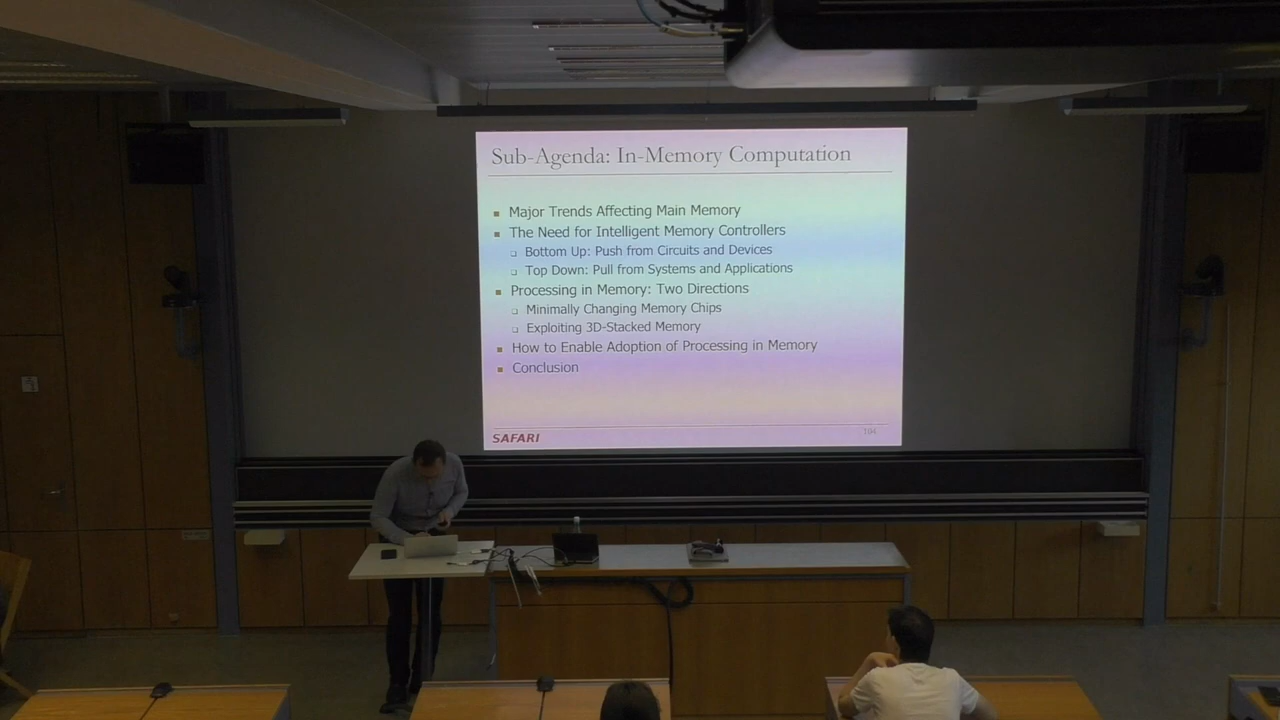 Sub-Agenda: In-Memory Computation
Major Trends Affecting Main Memory
The Need for Intelligent Memory Controllers
Bottom Up: Push from Circuits and Devices
Top Down: Pull from Systems and Applications
Processing in Memory: Two Directions
Minimally Changing Memory Chips
Exploiting 3D-Stacked Memory
How to Enable Adoption of Processing in Memory
Conclusion
SAFARI
104